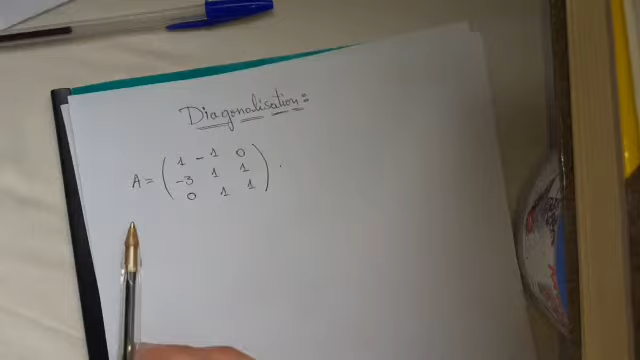 Diagonalisation:
1 -1 0
A = ( -3 1 1 ) .
0 1 1